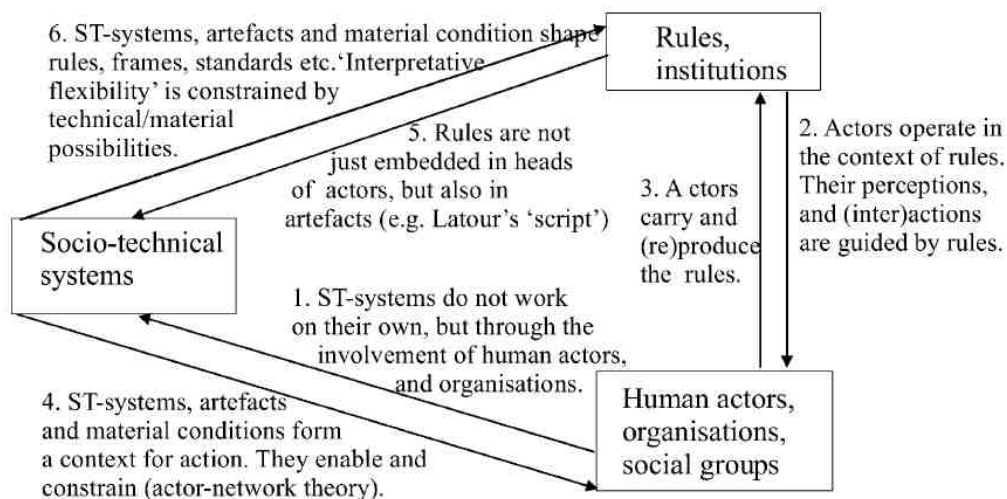 6. ST-systems, artefacts and material condition shape
rules, frames, standards etc.‘Interpretative
flexibility’ is constrained by
technical/material
possibilities.
Rules,
institutions
5. Rules are not
just embedded in heads
of actors, but also in
artefacts (e.g. Latour’s ‘script’)
3. A ctors
carry and
(re)produce
the rules.
2. Actors operate in
the context of rules.
Their perceptions,
and (inter)actions
are guided by rules.
Socio-technical
systems
1. ST-systems do not work
on their own, but through the
involvement of human actors,
and organisations.
4. ST-systems, artefacts
and material conditions form
a context for action. They enable and
constrain (actor-network theory).
Human actors,
organisations,
social groups